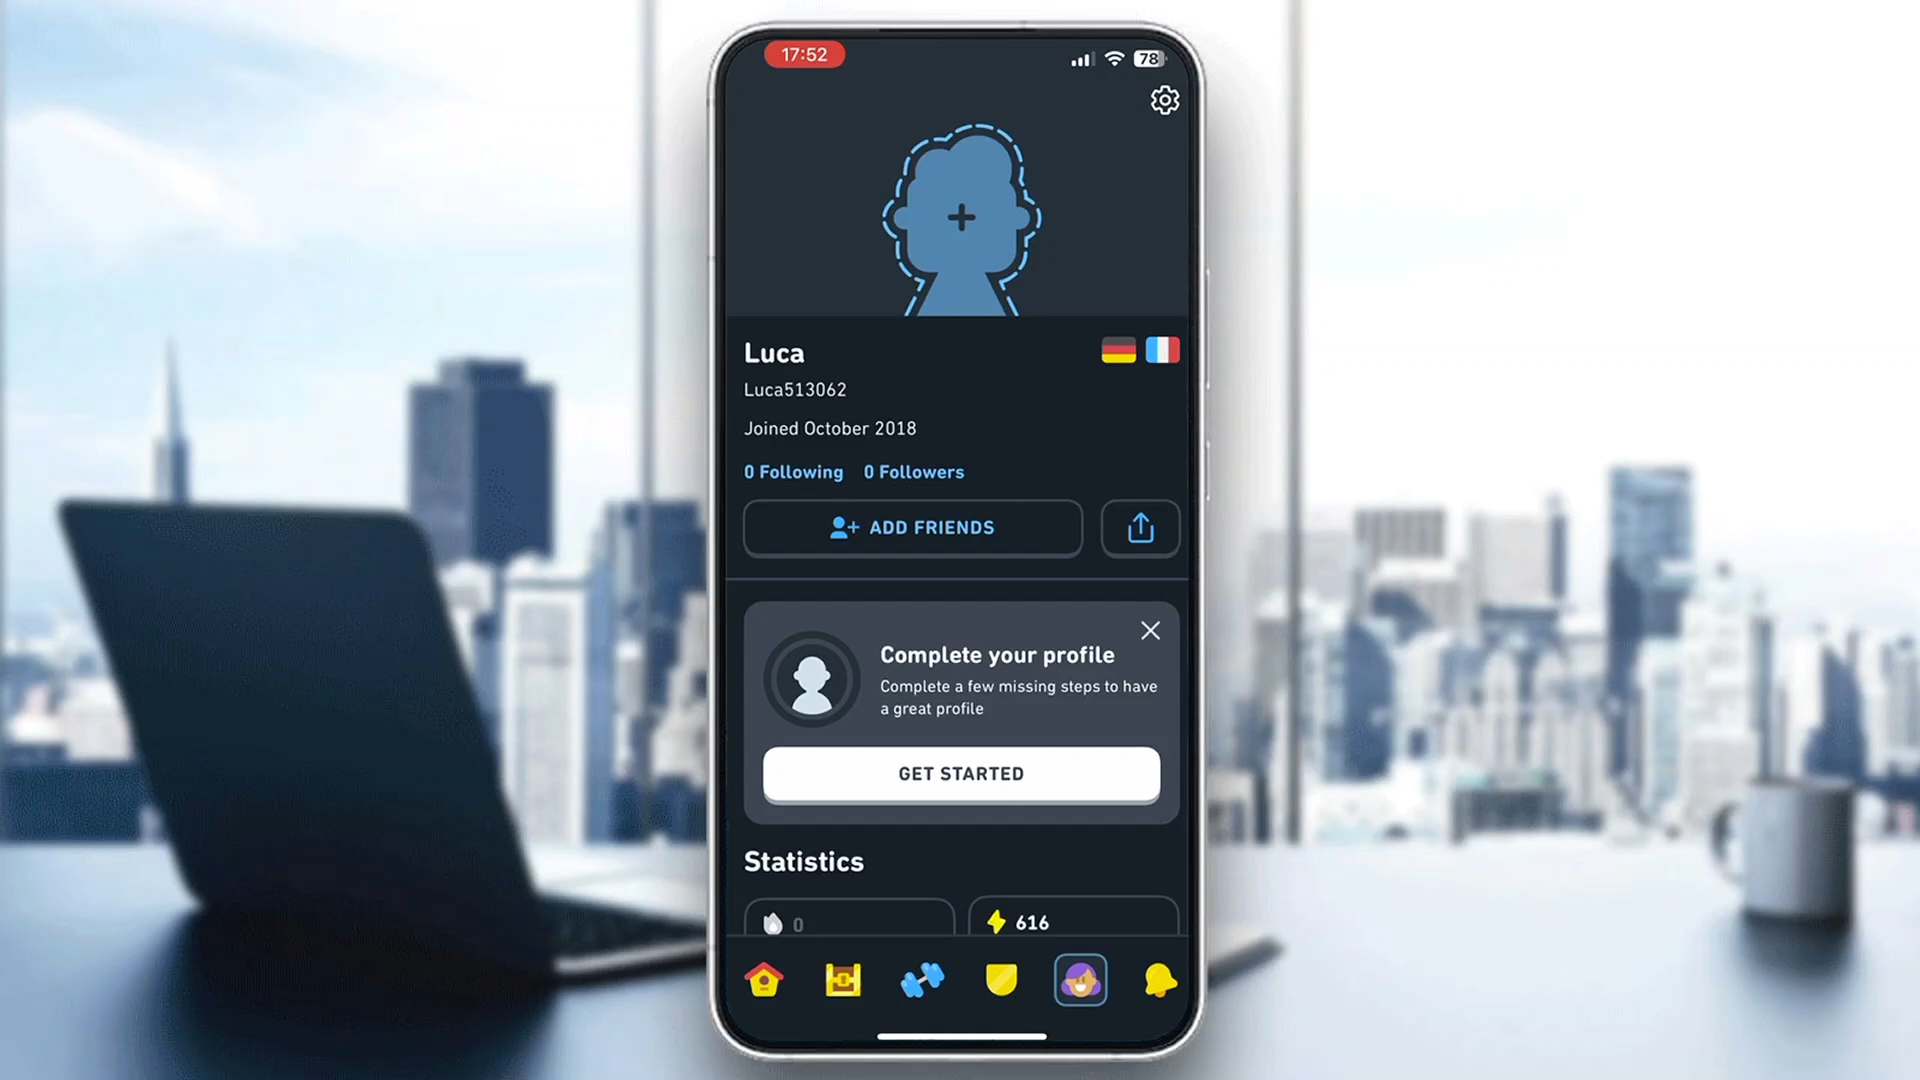 17:52
78
Luca
Luca513062
Joined October 2018
0 Following 0 Followers
ADD FRIENDS
Complete your profile
Complete a few missing steps to have
a great profile
GET STARTED
Statistics
0 616